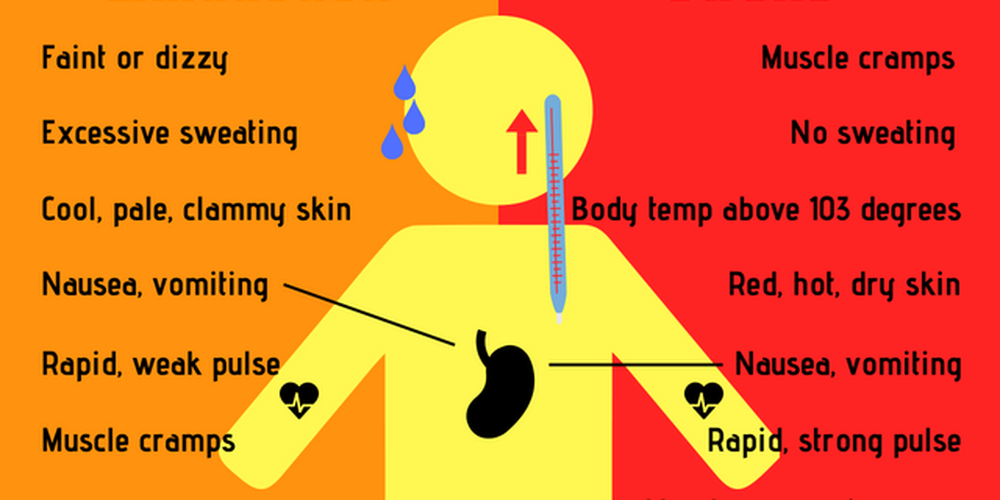 Faint or dizzy
Excessive sweating
Cool, pale, clammy skin
Nausea, vomiting
Rapid, weak pulse
Muscle cramps
Muscle cramps
No sweating
Body temp above 103 degrees
Red, hot, dry skin
Nausea, vomiting
Rapid, strong pulse